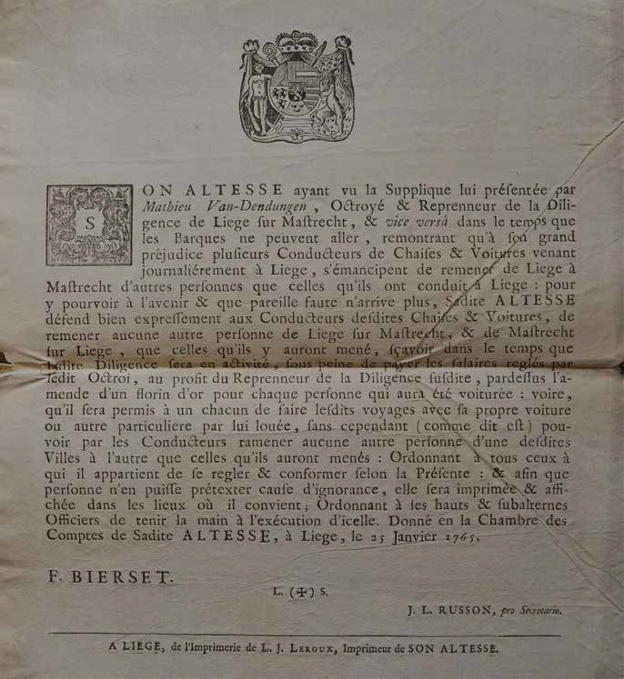 SON ALTESSE ayant vu la Supplique lui préſentée par
Mathieu Van-Dendungen, Octroyé & Reprenneur de la Dili-
gence de Liege ſur Maſtrecht, & vice verſâ dans le temps que
les Barques ne peuvent aller, remontrant qu'à ſon grand
préjudice pluſieurs Conducteurs de Chaiſes & Voitures venant
journaliérement à Liege, s'émancipent de remener de Liege à
Maſtrecht d'autres perſonnes que celles qu'ils ont conduit à Liege : pour
y pourvoir à l'avenir & que pareille faute n'arrive plus, Sadite ALTESSE
défend bien expreſſement aux Conducteurs deſdites Chaiſes & Voitures, de
remener aucune autre perſonne de Liege ſur Maſtrecht, & de Maſtrecht
ſur Liege, que celles qu'ils y auront mené, ſçavoir dans le temps que
ladite Diligence ſera en activité, ſous peine de payer les ſalaires reglés par
ledit Octroi, au profit du Reprenneur de la Diligence ſuſdite, pardeſſus l'a-
mende d'un florin d'or pour chaque perſonne qui aura été voiturée : voire,
qu'il ſera permis à un chacun de faire leſdits voyages avec ſa propre voiture
ou autre particuliere par lui louée, ſans cependant (comme dit eſt) pou-
voir par les Conducteurs ramener aucune autre perſonne d'une deſdites
Villes à l'autre que celles qu'ils auront menés : Ordonnant à tous ceux à
qui il appartient de ſe regler & conformer ſelon la Préſente : & afin que
perſonne n'en puiſſe prétexter cauſe d'ignorance, elle ſera imprimée & affi-
chée dans les lieux où il convient ; Ordonnant à ſes hauts & ſubalternes
Officiers de tenir la main à l'exécution d'icelle. Donné en la Chambre des
Comptes de Sadite ALTESSE, à Liege, le 25 Janvier 1765.
F. BIERSET.
L. (✠) S.
J. L. RUSSON, pro Secretario.
A LIEGE, de l'Imprimerie de L. J. LEROUX, Imprimeur de SON ALTESSE.